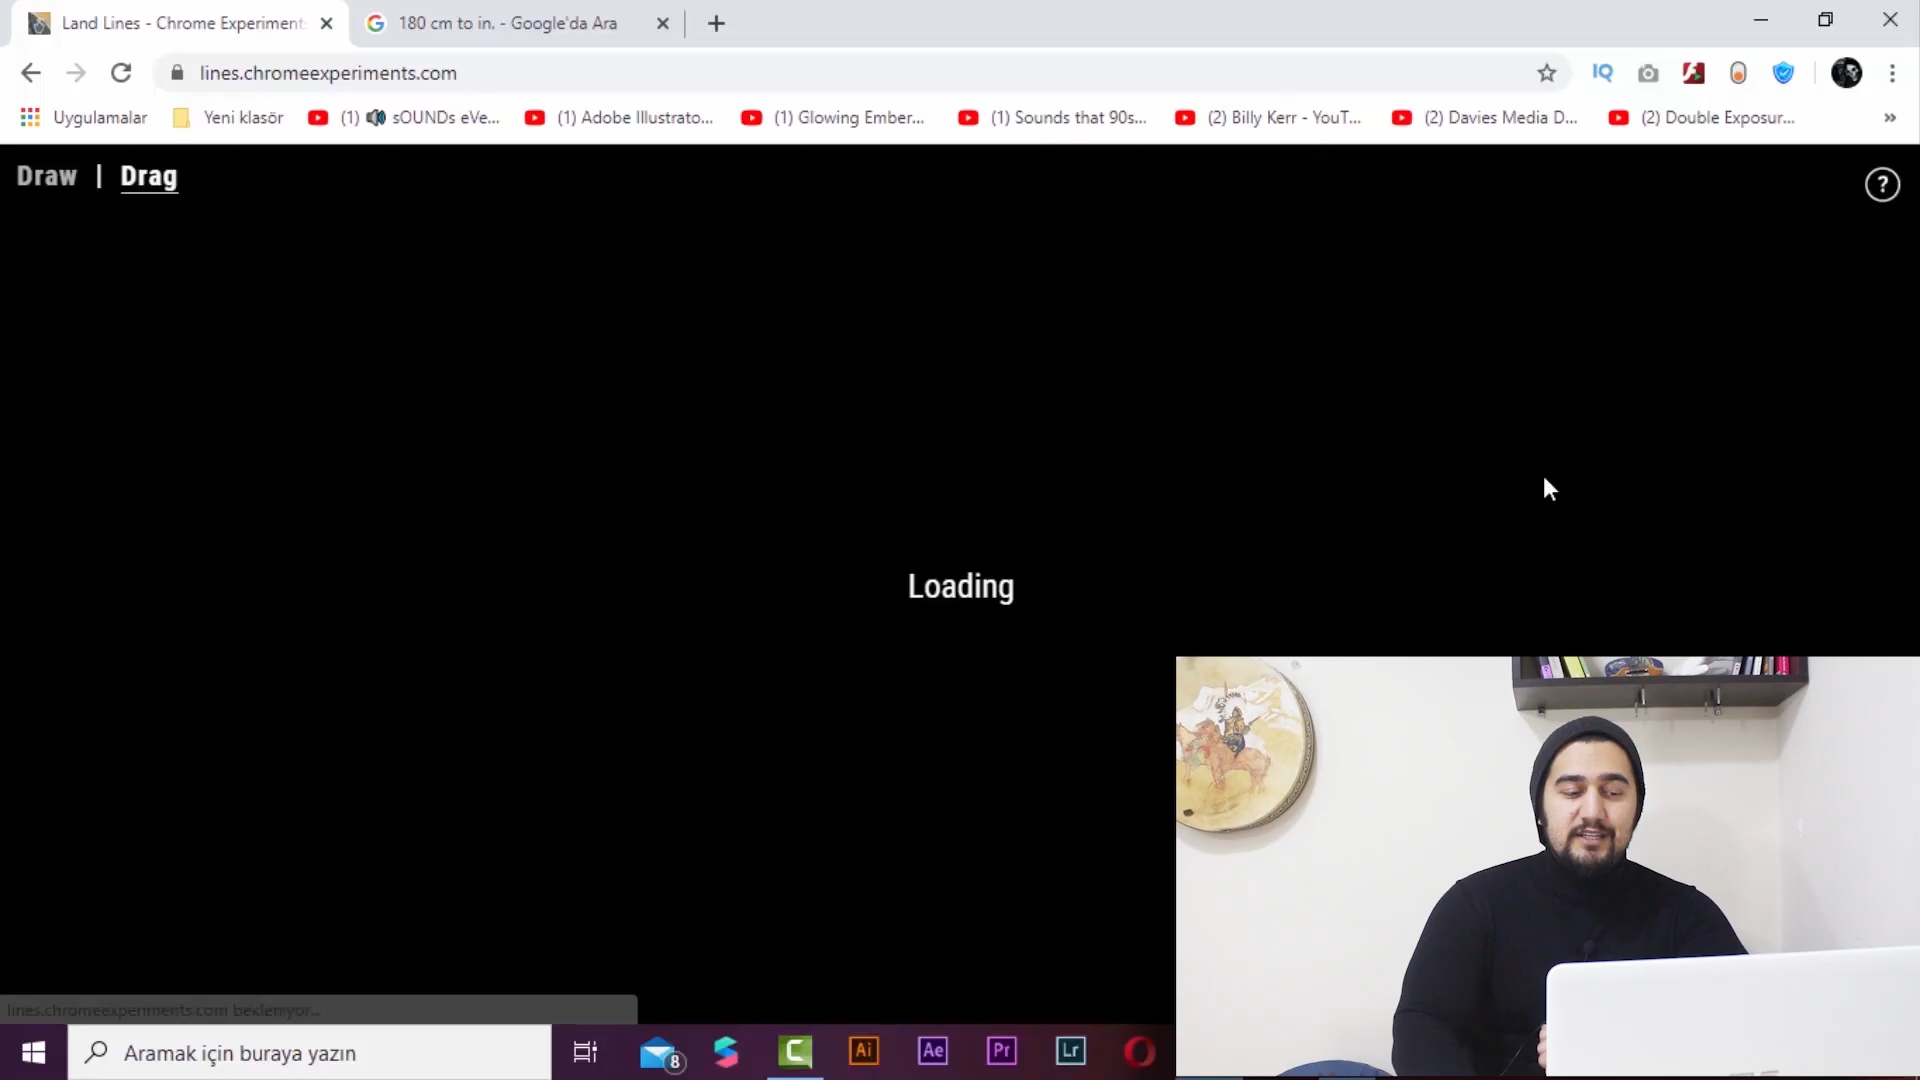 Land Lines - Chrome Experiment
180 cm to in. - Google'da Ara
lines.chromeexperiments.com
IQ
Uygulamalar
Yeni klasör
(1) 🔊 sOUNDs eVe...
(1) Adobe Illustrato...
(1) Glowing Ember...
(1) Sounds that 90s...
(2) Billy Kerr - YouT...
(2) Davies Media D...
(2) Double Exposur...
»
Draw | Drag
?
Loading
lines.chromeexperiments.com bekleniyor...
Aramak için buraya yazın
8
Ai
Ae
Pr
Lr